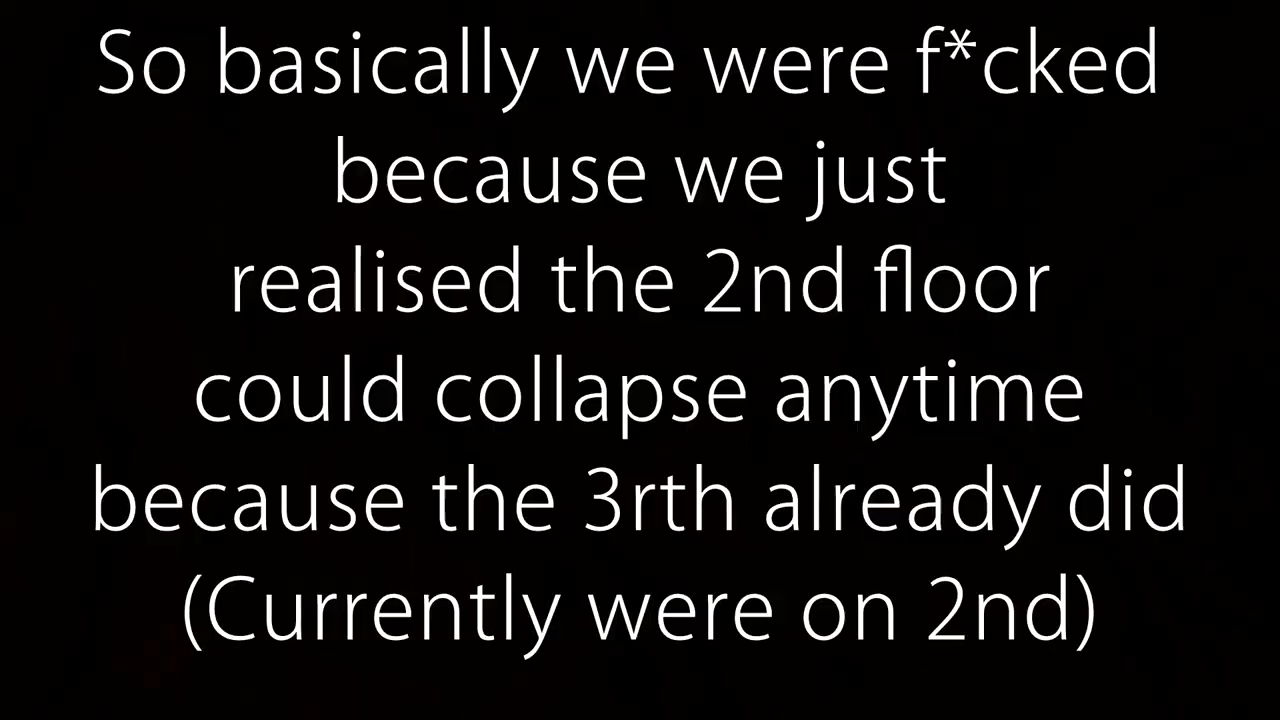 So basically we were f*cked
because we just
realised the 2nd floor
could collapse anytime
because the 3rth already did
(Currently were on 2nd)